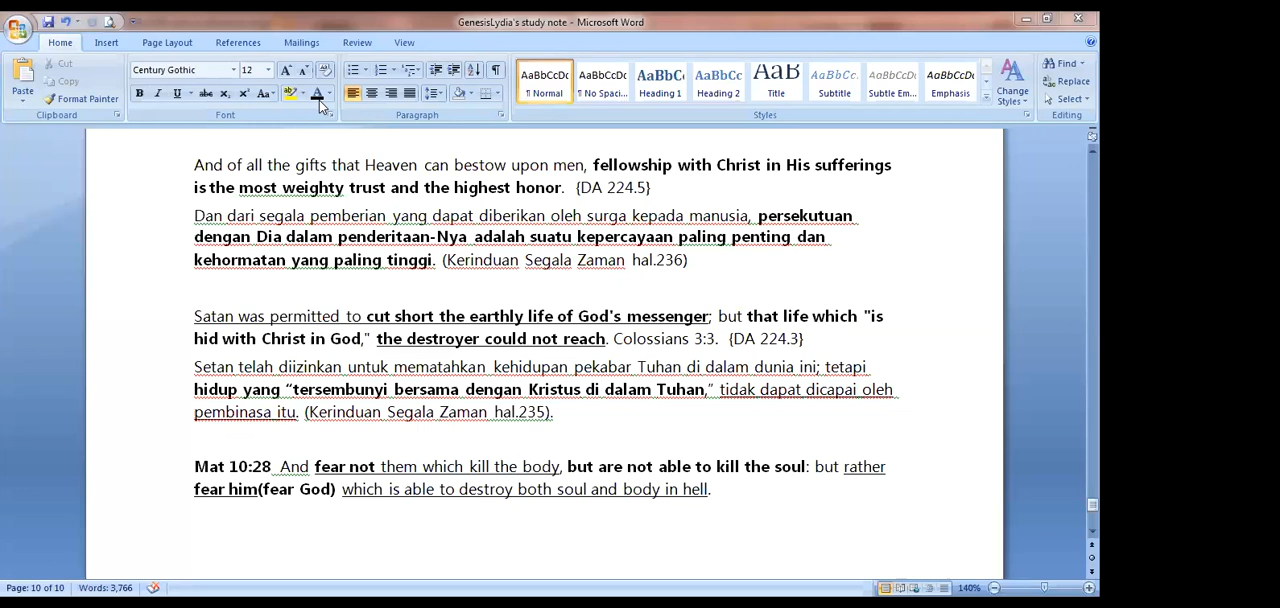 GenesisLydia's study note - Microsoft Word
Home Insert Page Layout References Mailings Review View
Paste
Cut
Copy
Format Painter
Clipboard
Century Gothic 12
B I U abc x₂ x² Aa
Font
Paragraph
AaBbCcDc AaBbCcDc AaBbCc AaBbCc AaB AaBbCc. AaBbCcDc AaBbCcDc
¶ Normal ¶ No Spaci... Heading 1 Heading 2 Title Subtitle Subtle Em... Emphasis
Change
Styles
Styles
Find
Replace
Select
Editing
And of all the gifts that Heaven can bestow upon men, fellowship with Christ in His sufferings
is the most weighty trust and the highest honor. {DA 224.5}
Dan dari segala pemberian yang dapat diberikan oleh surga kepada manusia, persekutuan
dengan Dia dalam penderitaan-Nya adalah suatu kepercayaan paling penting dan
kehormatan yang paling tinggi. (Kerinduan Segala Zaman hal.236)
Satan was permitted to cut short the earthly life of God's messenger; but that life which "is
hid with Christ in God," the destroyer could not reach. Colossians 3:3. {DA 224.3}
Setan telah diizinkan untuk mematahkan kehidupan pekabar Tuhan di dalam dunia ini; tetapi
hidup yang “tersembunyi bersama dengan Kristus di dalam Tuhan,” tidak dapat dicapai oleh
pembinasa itu. (Kerinduan Segala Zaman hal.235).
Mat 10:28 And fear not them which kill the body, but are not able to kill the soul: but rather
fear him(fear God) which is able to destroy both soul and body in hell.
Page: 10 of 10 Words: 3,766 140%